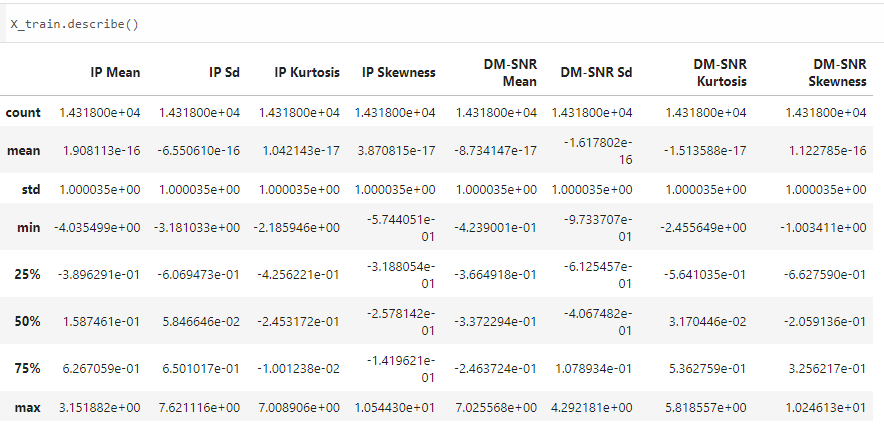 X_train.describe()
IP Mean IP Sd IP Kurtosis IP Skewness DM-SNR Mean DM-SNR Sd DM-SNR Kurtosis DM-SNR Skewness
count 1.431800e+04 1.431800e+04 1.431800e+04 1.431800e+04 1.431800e+04 1.431800e+04 1.431800e+04 1.431800e+04
mean 1.908113e-16 -6.550610e-16 1.042143e-17 3.870815e-17 -8.734147e-17 -1.617802e-16 -1.513588e-17 1.122785e-16
std 1.000035e+00 1.000035e+00 1.000035e+00 1.000035e+00 1.000035e+00 1.000035e+00 1.000035e+00 1.000035e+00
min -4.035499e+00 -3.181033e+00 -2.185946e+00 -5.744051e-01 -4.239001e-01 -9.733707e-01 -2.455649e+00 -1.003411e+00
25% -3.896291e-01 -6.069473e-01 -4.256221e-01 -3.188054e-01 -3.664918e-01 -6.125457e-01 -5.641035e-01 -6.627590e-01
50% 1.587461e-01 5.846646e-02 -2.453172e-01 -2.578142e-01 -3.372294e-01 -4.067482e-01 3.170446e-02 -2.059136e-01
75% 6.267059e-01 6.501017e-01 -1.001238e-02 -1.419621e-01 -2.463724e-01 1.078934e-01 5.362759e-01 3.256217e-01
max 3.151882e+00 7.621116e+00 7.008906e+00 1.054430e+01 7.025568e+00 4.292181e+00 5.818557e+00 1.024613e+01